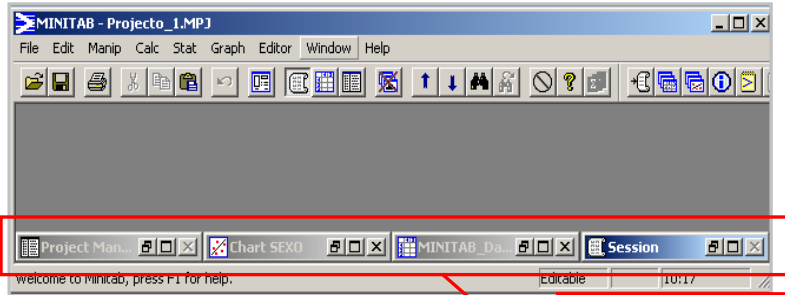 MINITAB - Projecto_1.MPJ
File Edit Manip Calc Stat Graph Editor Window Help
Project Man... Chart SEXO MINITAB_Da... Session
Welcome to Minitab, press F1 for help. Editable 10:17